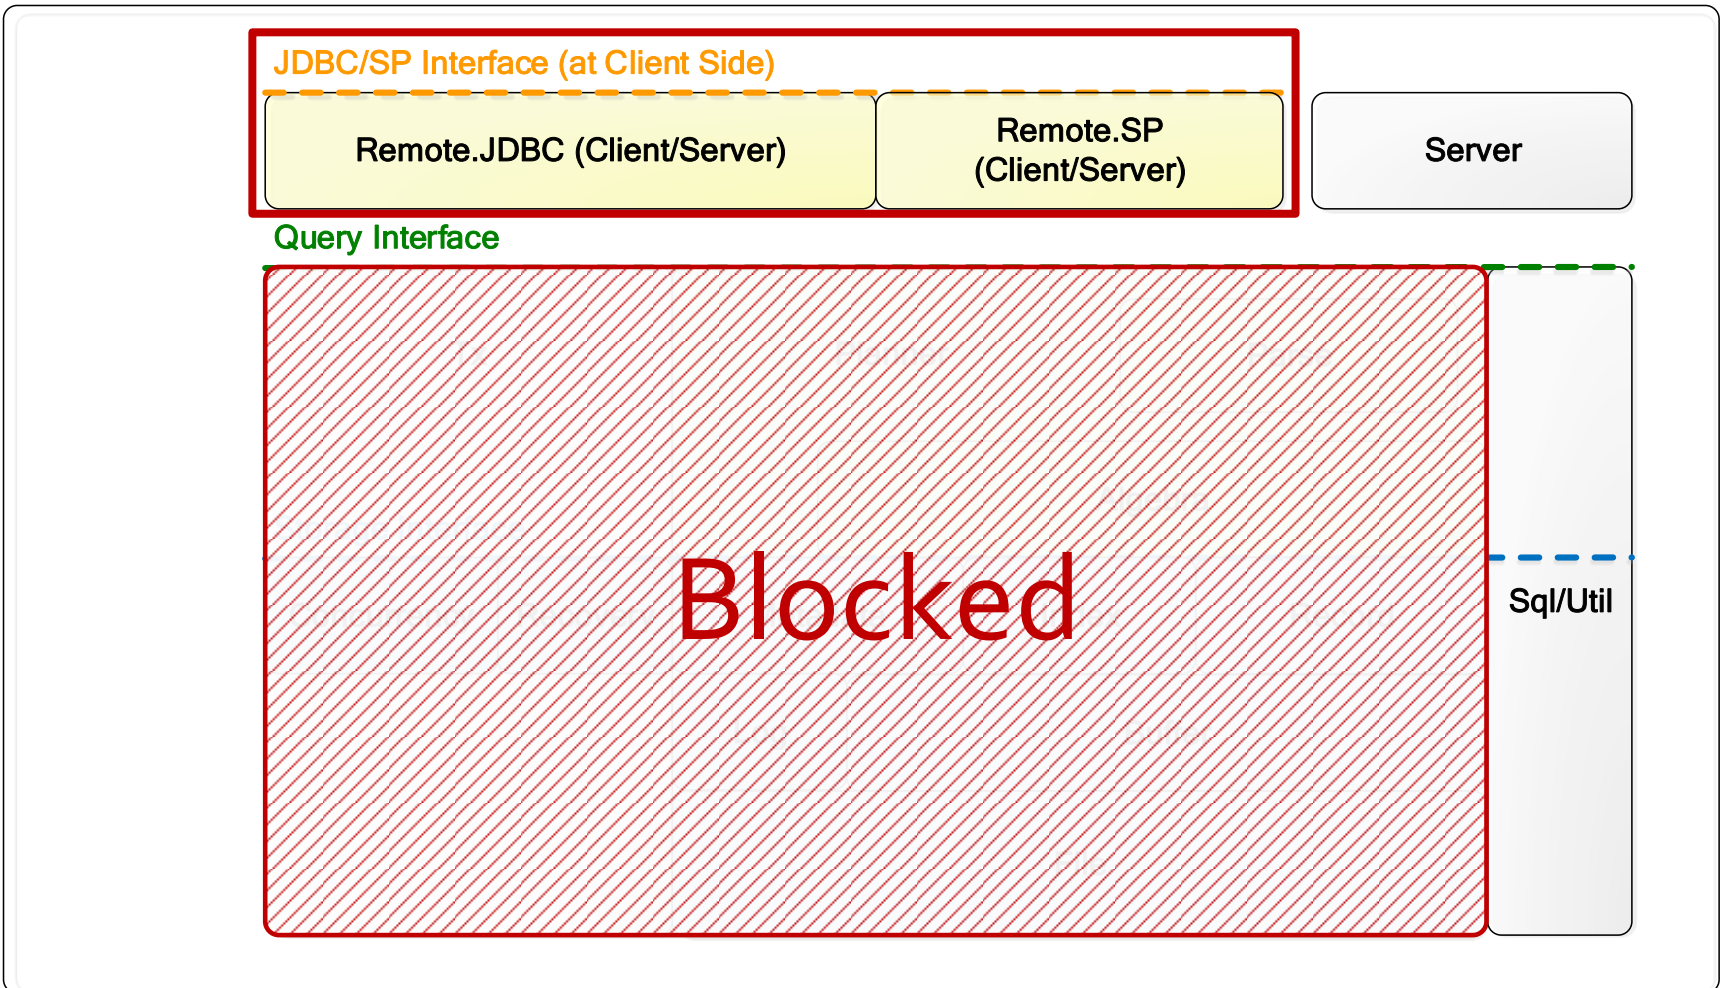 JDBC/SP Interface (at Client Side)
Remote.JDBC (Client/Server)
Remote.SP
(Client/Server)
Server
Query Interface
Blocked
Sql/Util